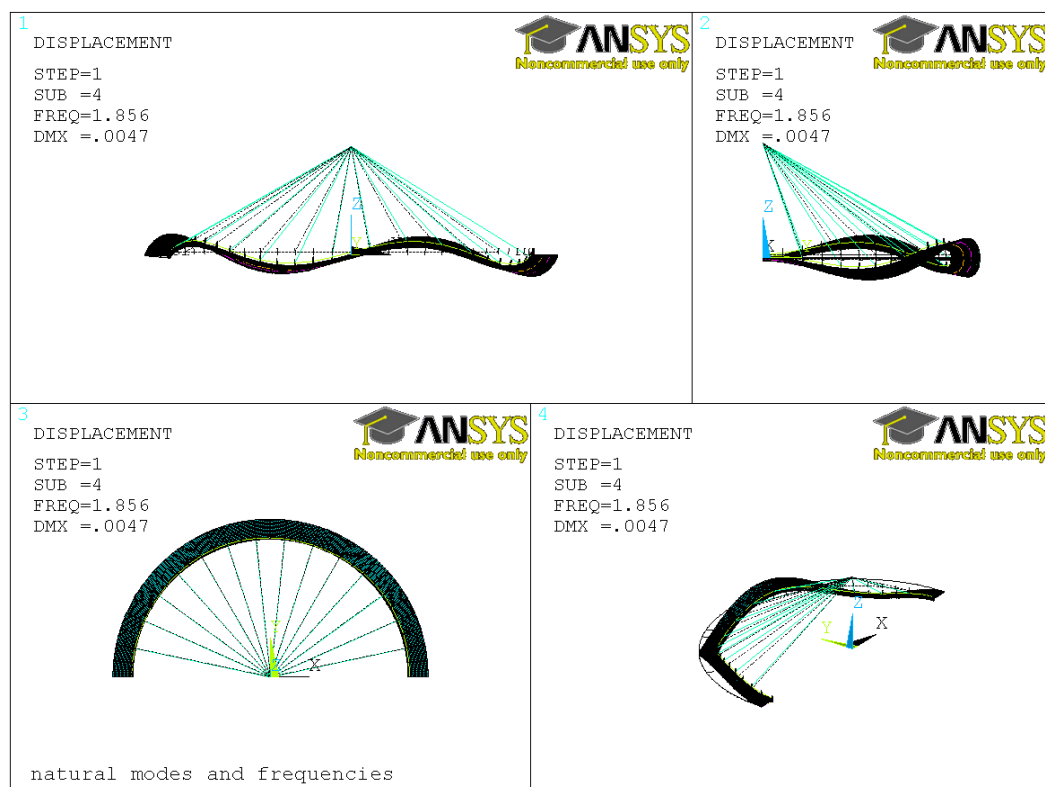 1
DISPLACEMENT
STEP=1
SUB =4
FREQ=1.856
DMX =.0047
ANSYS
Noncommercial use only
Z
Y
2
DISPLACEMENT
STEP=1
SUB =4
FREQ=1.856
DMX =.0047
ANSYS
Noncommercial use only
Z
X
Y
3
DISPLACEMENT
STEP=1
SUB =4
FREQ=1.856
DMX =.0047
ANSYS
Noncommercial use only
Y
X
natural modes and frequencies
4
DISPLACEMENT
STEP=1
SUB =4
FREQ=1.856
DMX =.0047
ANSYS
Noncommercial use only
Y
Z
X